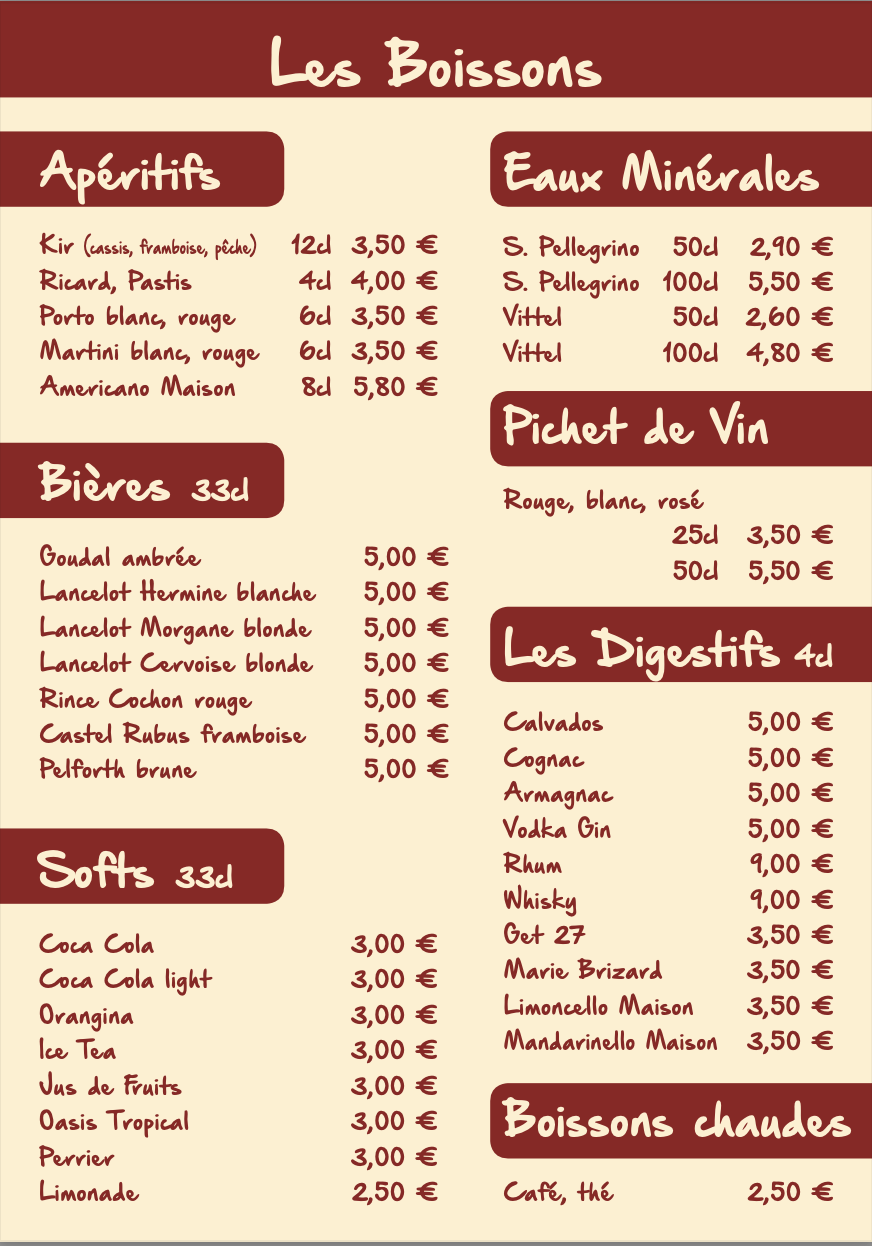 Les Boissons
Apéritifs
Kir (cassis, framboise, pêche) 12cl 3,50 €
Ricard, Pastis 4cl 4,00 €
Porto blanc, rouge 6cl 3,50 €
Martini blanc, rouge 6cl 3,50 €
Americano Maison 8cl 5,80 €
Bières 33cl
Goudal ambrée 5,00 €
Lancelot Hermine blanche 5,00 €
Lancelot Morgane blonde 5,00 €
Lancelot Cervoise blonde 5,00 €
Rince Cochon rouge 5,00 €
Castel Rubus framboise 5,00 €
Pelforth brune 5,00 €
Softs 33cl
Coca Cola 3,00 €
Coca Cola light 3,00 €
Orangina 3,00 €
Ice Tea 3,00 €
Jus de Fruits 3,00 €
Oasis Tropical 3,00 €
Perrier 3,00 €
Limonade 2,50 €
Eaux Minérales
S. Pellegrino 50cl 2,90 €
S. Pellegrino 100cl 5,50 €
Vittel 50cl 2,60 €
Vittel 100cl 4,80 €
Pichet de Vin
Rouge, blanc, rosé
25cl 3,50 €
50cl 5,50 €
Les Digestifs 4cl
Calvados 5,00 €
Cognac 5,00 €
Armagnac 5,00 €
Vodka Gin 5,00 €
Rhum 9,00 €
Whisky 9,00 €
Get 27 3,50 €
Marie Brizard 3,50 €
Limoncello Maison 3,50 €
Mandarinello Maison 3,50 €
Boissons chaudes
Café, thé 2,50 €